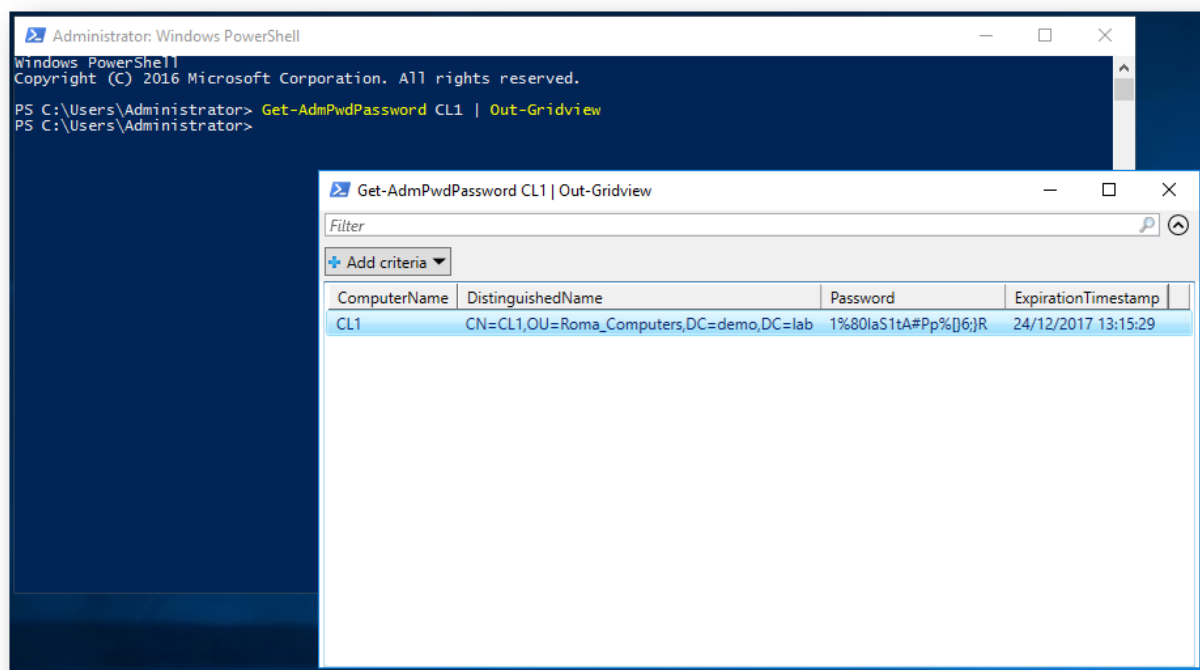 Administrator: Windows PowerShell
Windows PowerShell
Copyright (C) 2016 Microsoft Corporation. All rights reserved.
PS C:\Users\Administrator> Get-AdmPwdPassword CL1 | Out-Gridview
PS C:\Users\Administrator>
Get-AdmPwdPassword CL1 | Out-Gridview
Filter
Add criteria
ComputerName DistinguishedName Password ExpirationTimestamp
CL1 CN=CL1,OU=Roma_Computers,DC=demo,DC=lab 1%80IaS1tA#Pp%[}6;}R 24/12/2017 13:15:29